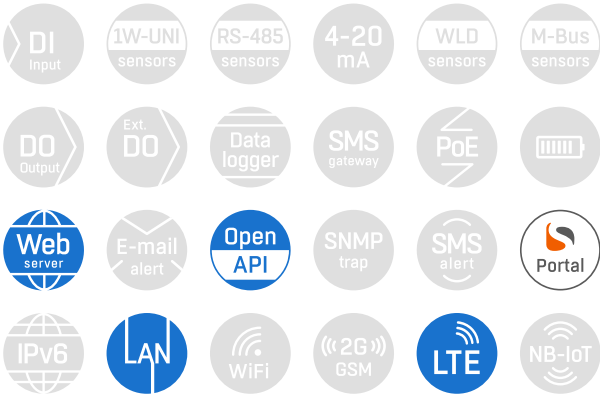 DI
Input
1W-UNI
sensors
RS-485
sensors
4-20
mA
WLD
sensors
M-Bus
sensors
DO
Output
Ext.
DO
Data
logger
SMS
gateway
PoE
Web
server
E-mail
alert
Open
API
SNMP
trap
SMS
alert
Portal
IPv6
LAN
WiFi
2G
GSM
LTE
NB-IoT